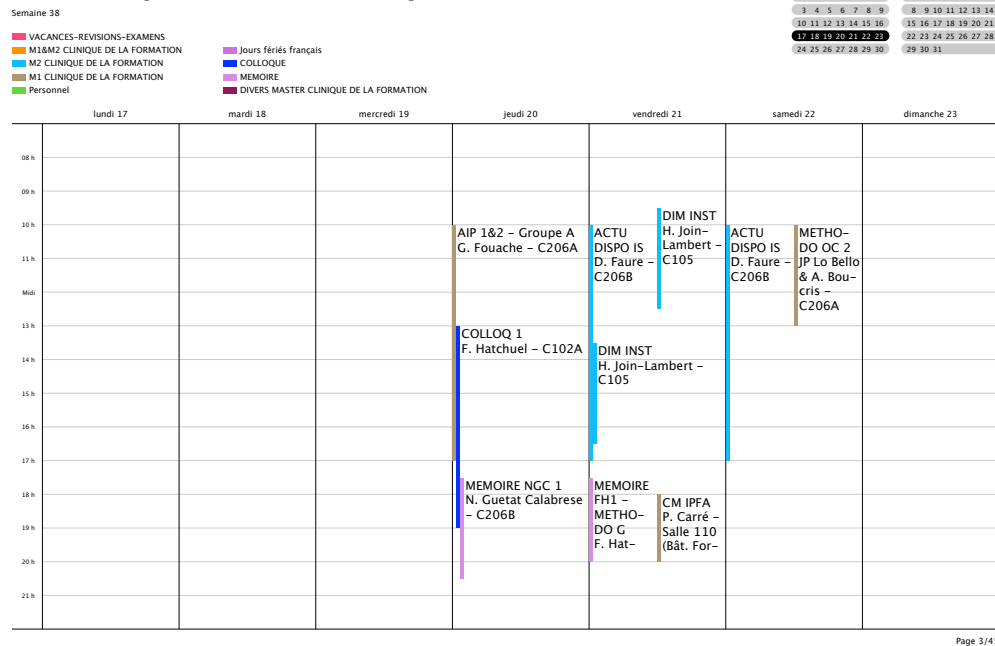 Semaine 38
3 4 5 6 7 8 9
10 11 12 13 14 15 16
17 18 19 20 21 22 23
24 25 26 27 28 29 30
8 9 10 11 12 13 14
15 16 17 18 19 20 21
22 23 24 25 26 27 28
29 30 31
VACANCES-REVISIONS-EXAMENS
M1&M2 CLINIQUE DE LA FORMATION
M2 CLINIQUE DE LA FORMATION
M1 CLINIQUE DE LA FORMATION
Personnel
Jours fériés français
COLLOQUE
MEMOIRE
DIVERS MASTER CLINIQUE DE LA FORMATION
lundi 17
mardi 18
mercredi 19
jeudi 20
vendredi 21
samedi 22
dimanche 23
08 h
09 h
10 h
11 h
Midi
13 h
14 h
15 h
16 h
17 h
18 h
19 h
20 h
21 h
AIP 1&2 – Groupe A
G. Fouache – C206A
COLLOQ 1
F. Hatchuel – C102A
MEMOIRE NGC 1
N. Guetat Calabrese
– C206B
ACTU
DISPO IS
D. Faure –
C206B
DIM INST
H. Join–
Lambert –
C105
DIM INST
H. Join–Lambert –
C105
MEMOIRE
FH1 –
METHO–
DO G
F. Hat–
CM IPFA
P. Carré –
Salle 110
(Bât. For–
ACTU
DISPO IS
D. Faure –
C206B
METHO–
DO OC 2
JP Lo Bello
& A. Bou–
cris –
C206A
Page 3/45